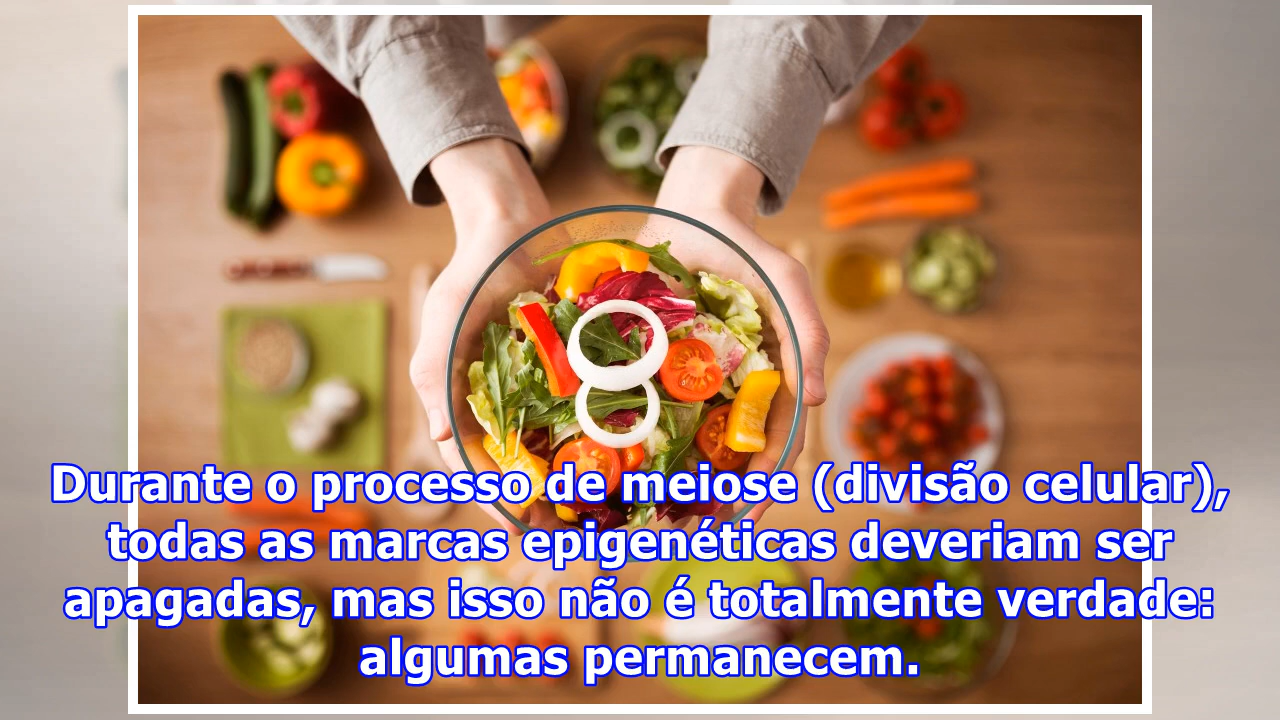 Durante o processo de meiose (divisão celular),
todas as marcas epigenéticas deveriam ser
apagadas, mas isso não é totalmente verdade:
algumas permanecem.